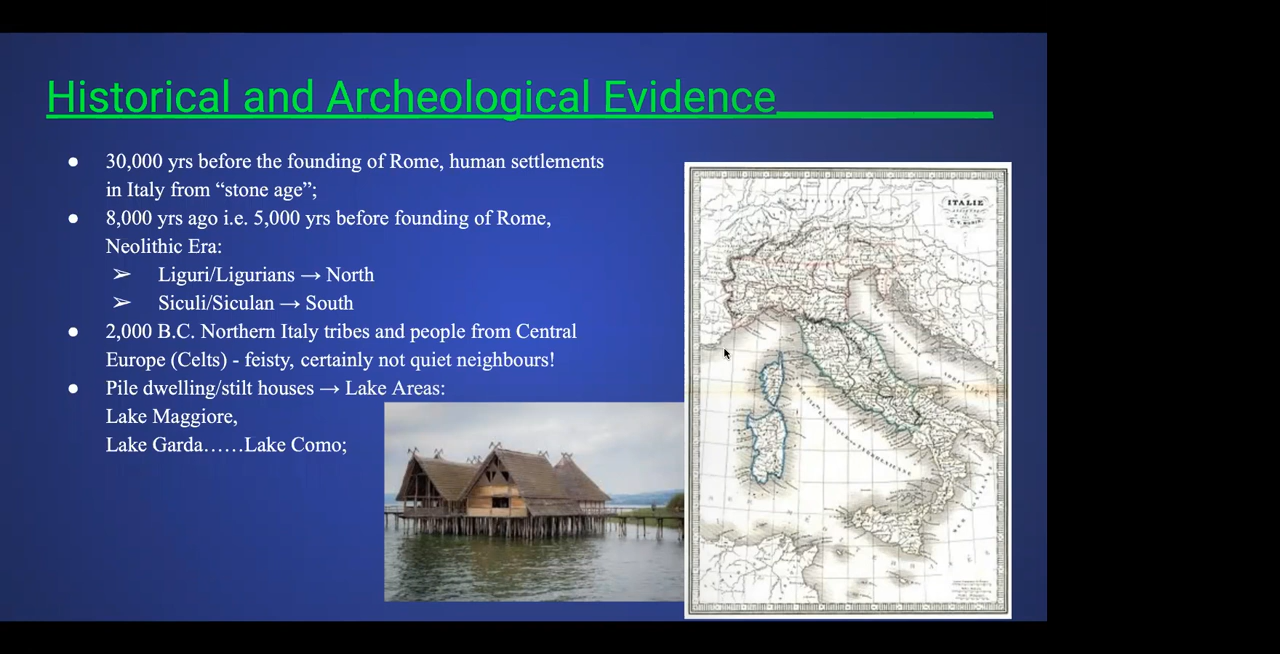 Historical and Archeological Evidence
● 30,000 yrs before the founding of Rome, human settlements
in Italy from “stone age”;
● 8,000 yrs ago i.e. 5,000 yrs before founding of Rome,
Neolithic Era:
➢ Liguri/Ligurians → North
➢ Siculi/Siculan → South
● 2,000 B.C. Northern Italy tribes and people from Central
Europe (Celts) - feisty, certainly not quiet neighbours!
● Pile dwelling/stilt houses → Lake Areas:
Lake Maggiore,
Lake Garda……Lake Como;
ITALIE